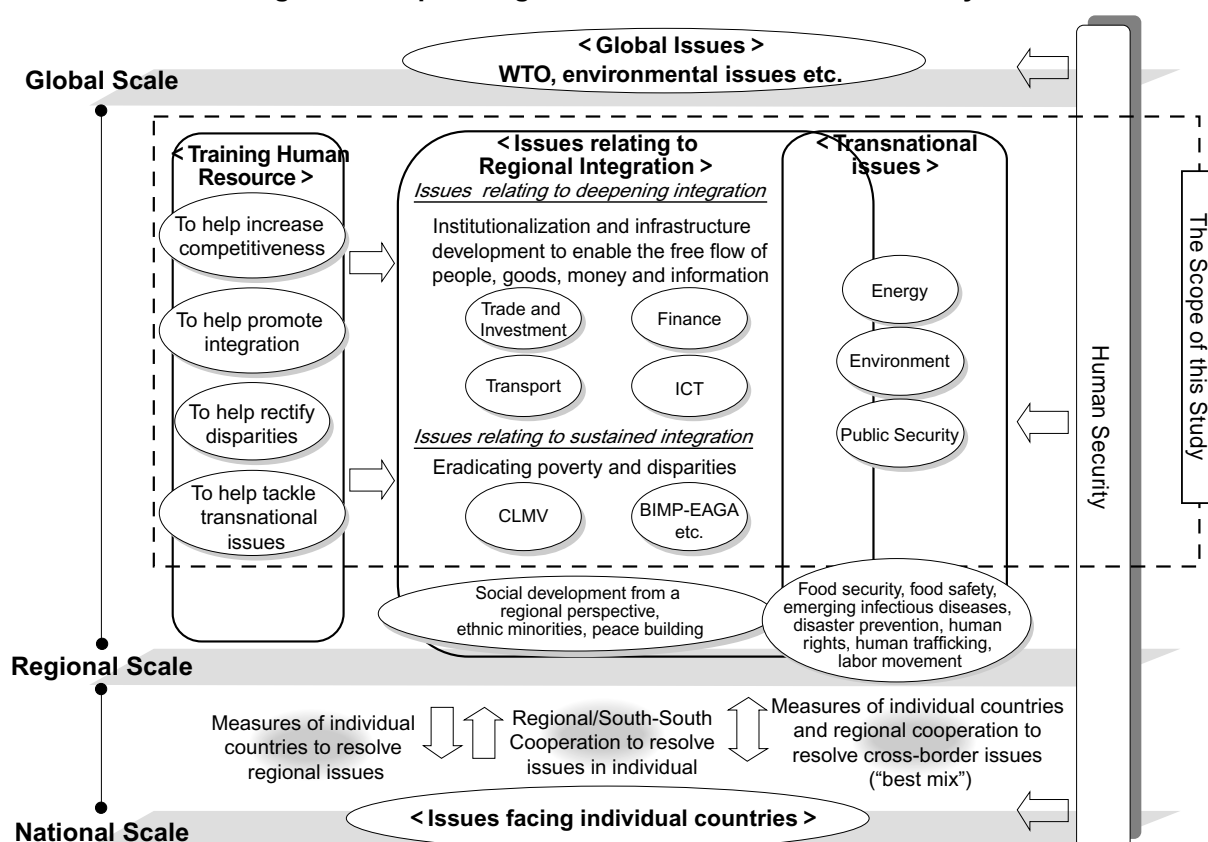 < Global Issues >
WTO, environmental issues etc.
Global Scale
< Training Human
Resource >
To help increase
competitiveness
To help promote
integration
To help rectify
disparities
To help tackle
transnational
issues
< Issues relating to
Regional Integration >
Issues relating to deepening integration
Institutionalization and infrastructure
development to enable the free flow of
people, goods, money and information
Trade and
Investment
Finance
Transport
ICT
Issues relating to sustained integration
Eradicating poverty and disparities
CLMV
BIMP-EAGA
etc.
Social development from a
regional perspective,
ethnic minorities, peace building
< Transnational
issues >
Energy
Environment
Public Security
Food security, food safety,
emerging infectious diseases,
disaster prevention, human
rights, human trafficking,
labor movement
Human Security
The Scope of this Study
Regional Scale
Measures of individual
countries to resolve
regional issues
Regional/South-South
Cooperation to resolve
issues in individual
Measures of individual countries
and regional cooperation to
resolve cross-border issues
(“best mix”)
National Scale
< Issues facing individual countries >